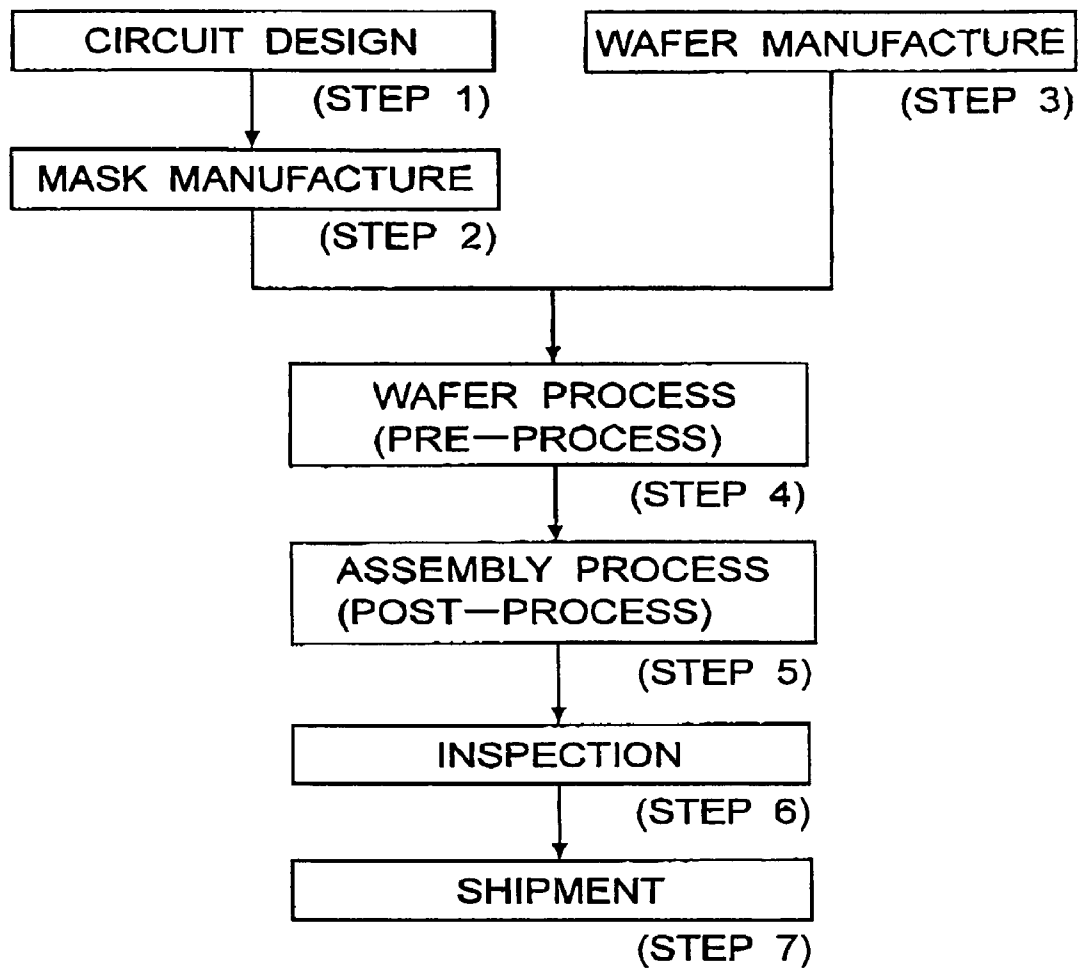 CIRCUIT DESIGN
(STEP 1)
WAFER MANUFACTURE
(STEP 3)
MASK MANUFACTURE
(STEP 2)
WAFER PROCESS
(PRE—PROCESS)
(STEP 4)
ASSEMBLY PROCESS
(POST—PROCESS)
(STEP 5)
INSPECTION
(STEP 6)
SHIPMENT
(STEP 7)